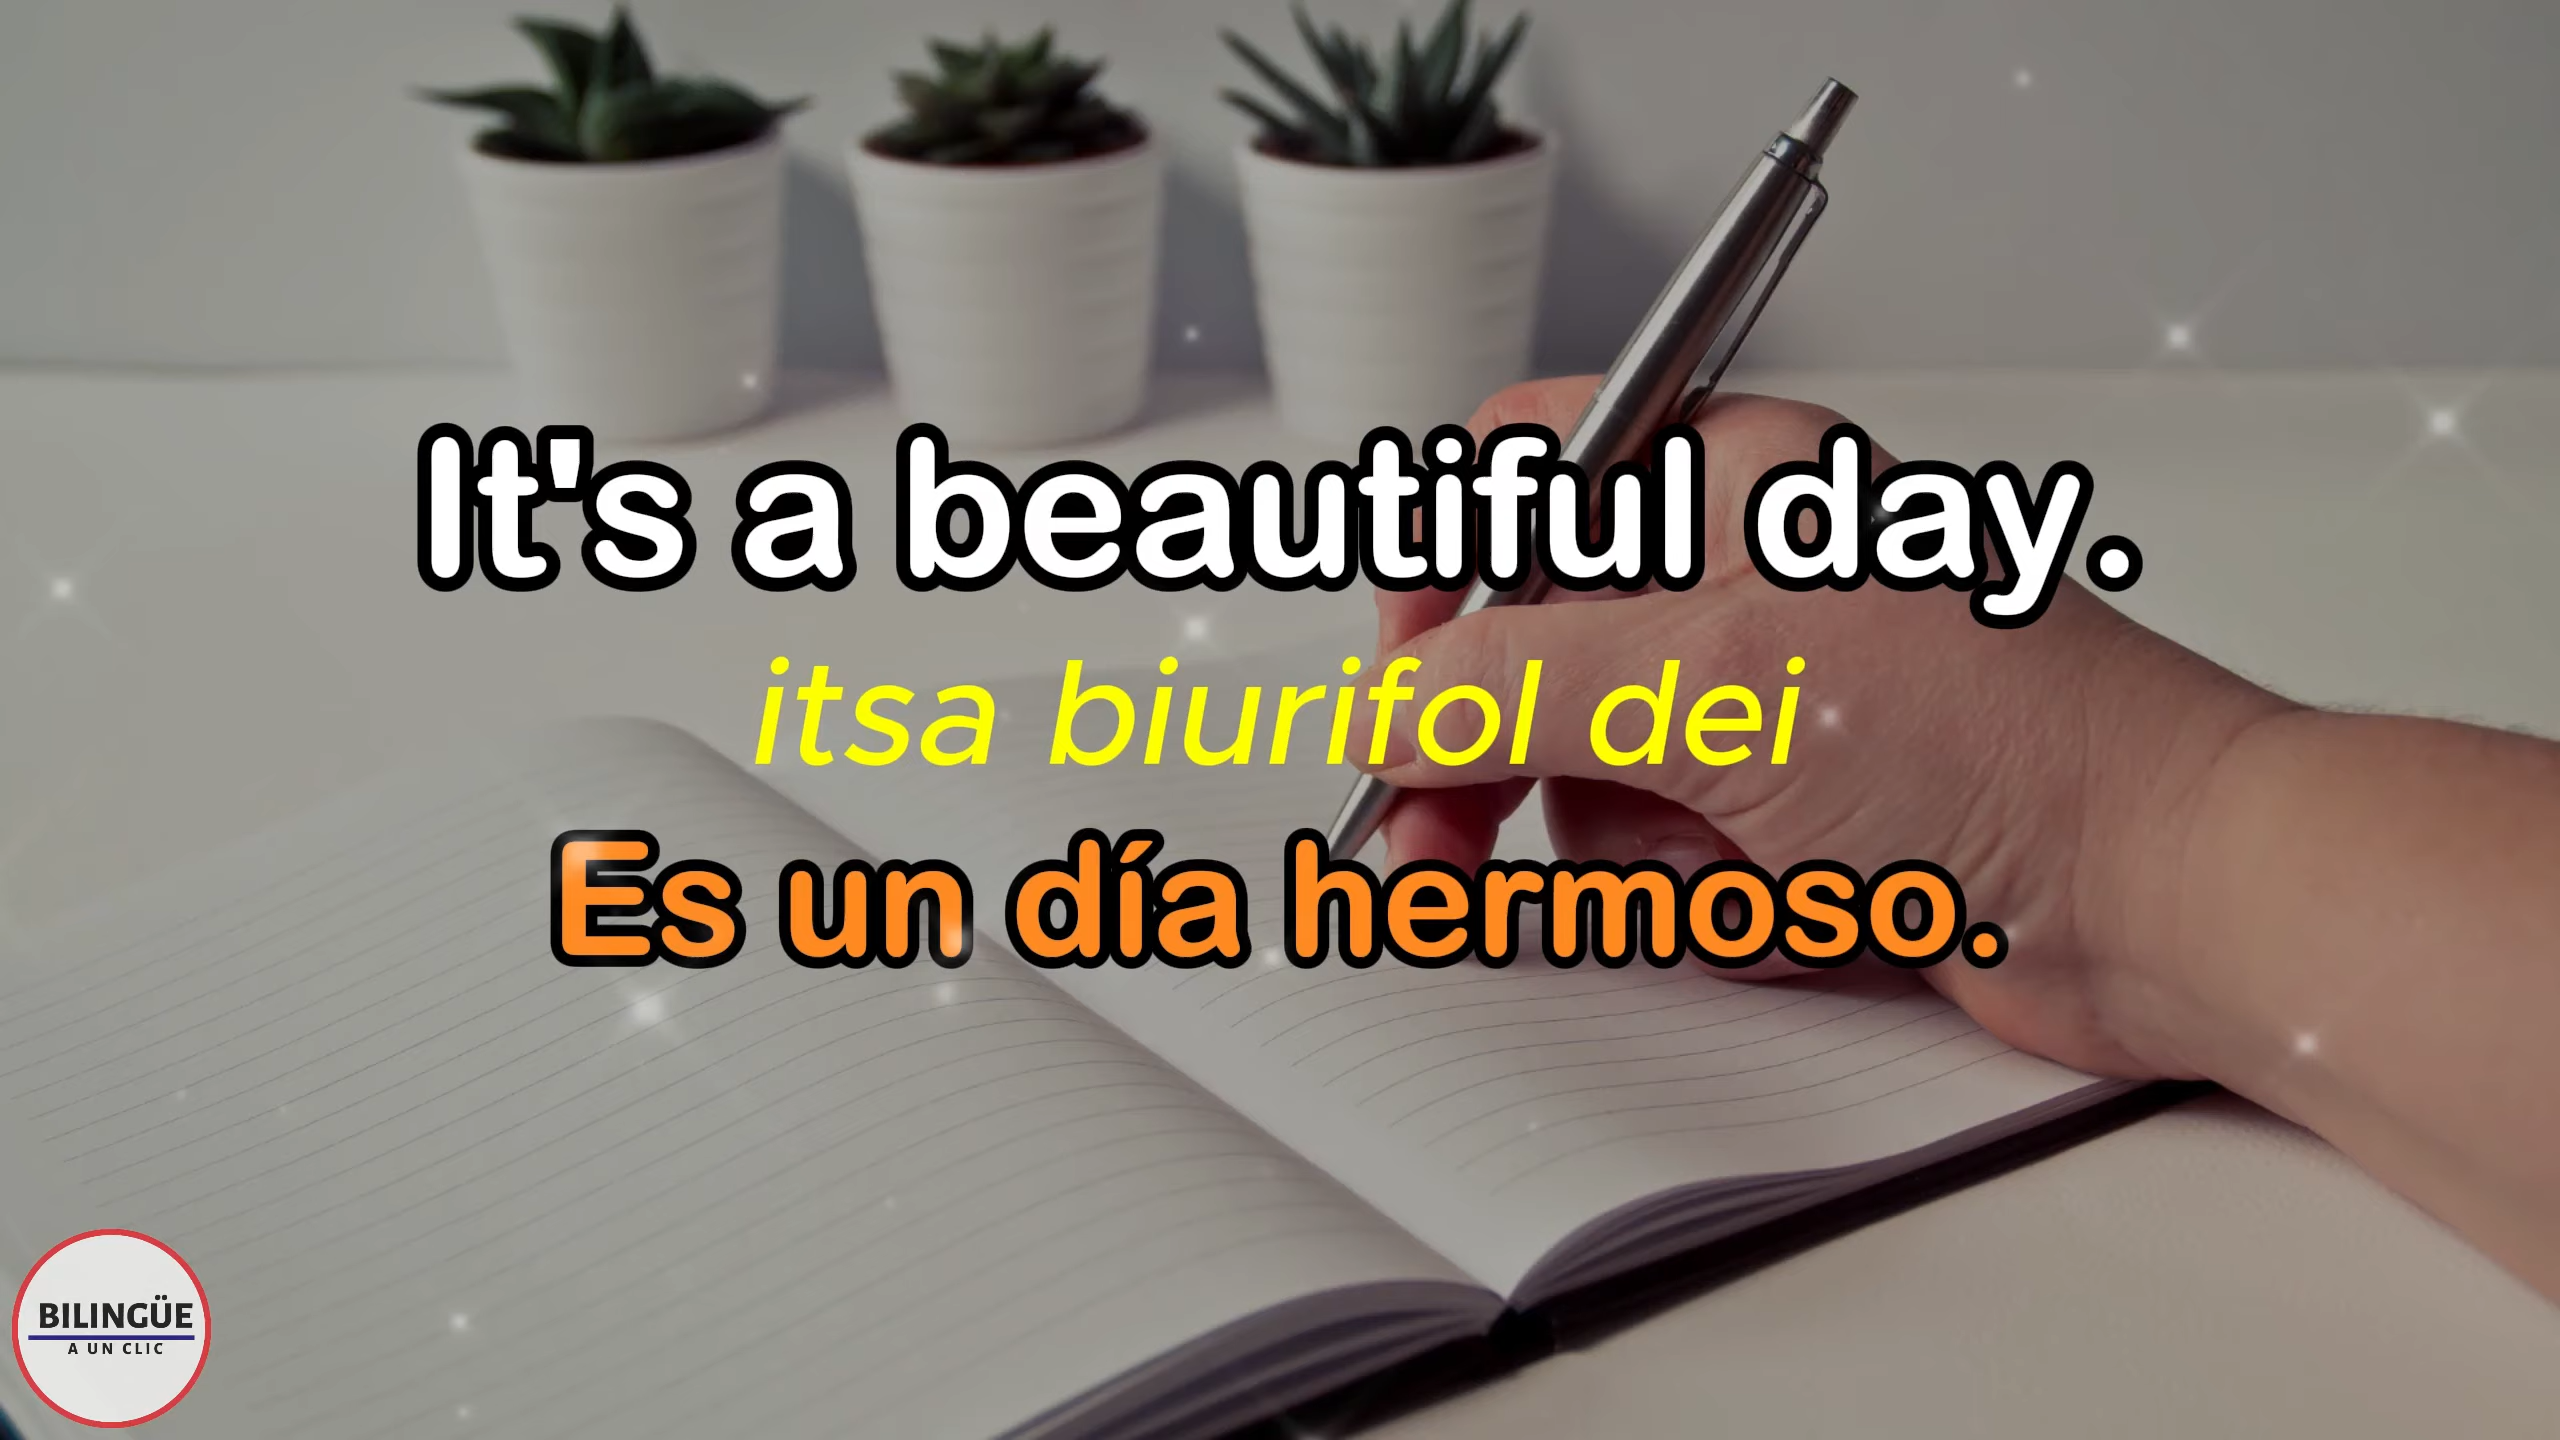 It's a beautiful day.
itsa biurifol dei
Es un día hermoso.
BILINGÜE
A UN CLIC